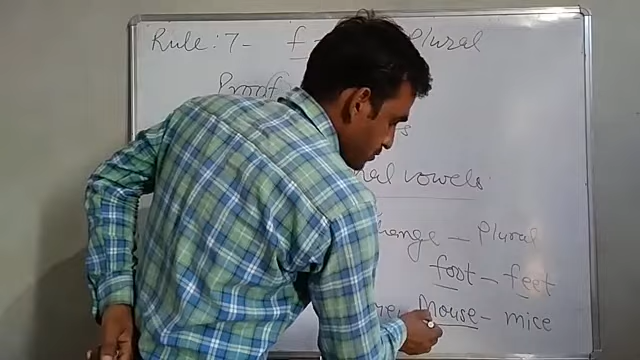 Rule: 7- f Plural
Proof
vowels
change - Plural
foot - feet
Mouse - mice